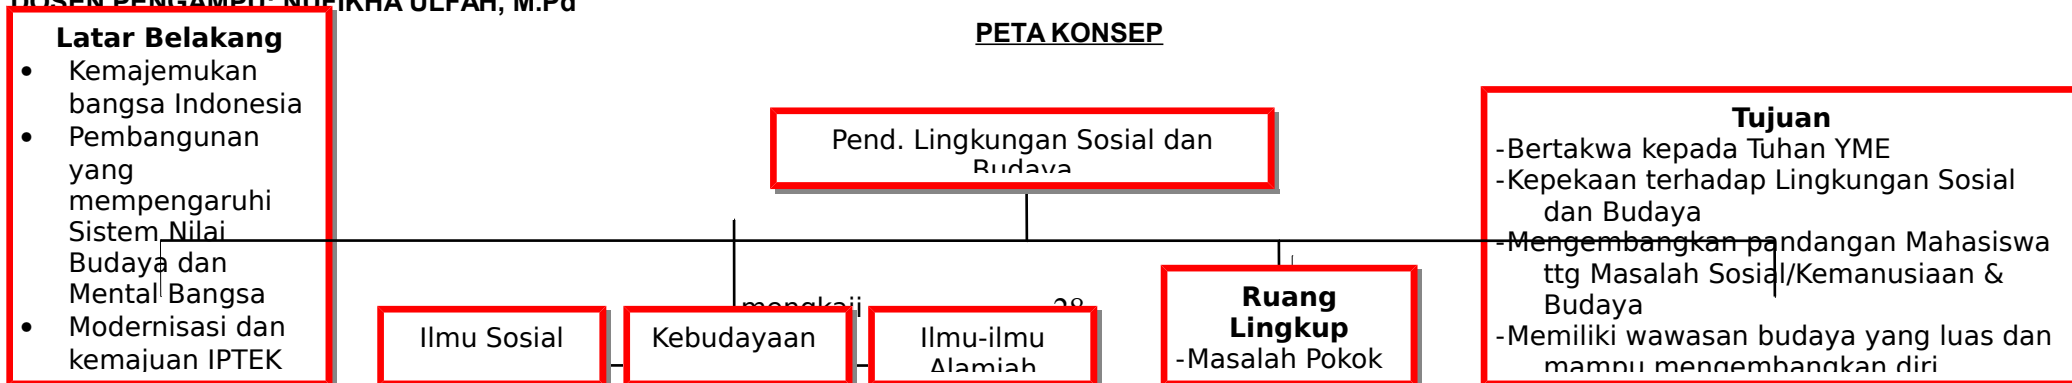 DOSEN PENGAMPU: NUFIKHA ULFAH, M.Pd
PETA KONSEP
Latar Belakang
• Kemajemukan
bangsa Indonesia
• Pembangunan
yang
mempengaruhi
Sistem Nilai
Budaya dan
Mental Bangsa
• Modernisasi dan
kemajuan IPTEK
Pend. Lingkungan Sosial dan
Budaya
mengkaji
28
Ilmu Sosial
Kebudayaan
Ilmu-ilmu
Alamiah
Ruang
Lingkup
-Masalah Pokok
Tujuan
-Bertakwa kepada Tuhan YME
-Kepekaan terhadap Lingkungan Sosial
dan Budaya
-Mengembangkan pandangan Mahasiswa
ttg Masalah Sosial/Kemanusiaan &
Budaya
-Memiliki wawasan budaya yang luas dan
mampu mengembangkan diri